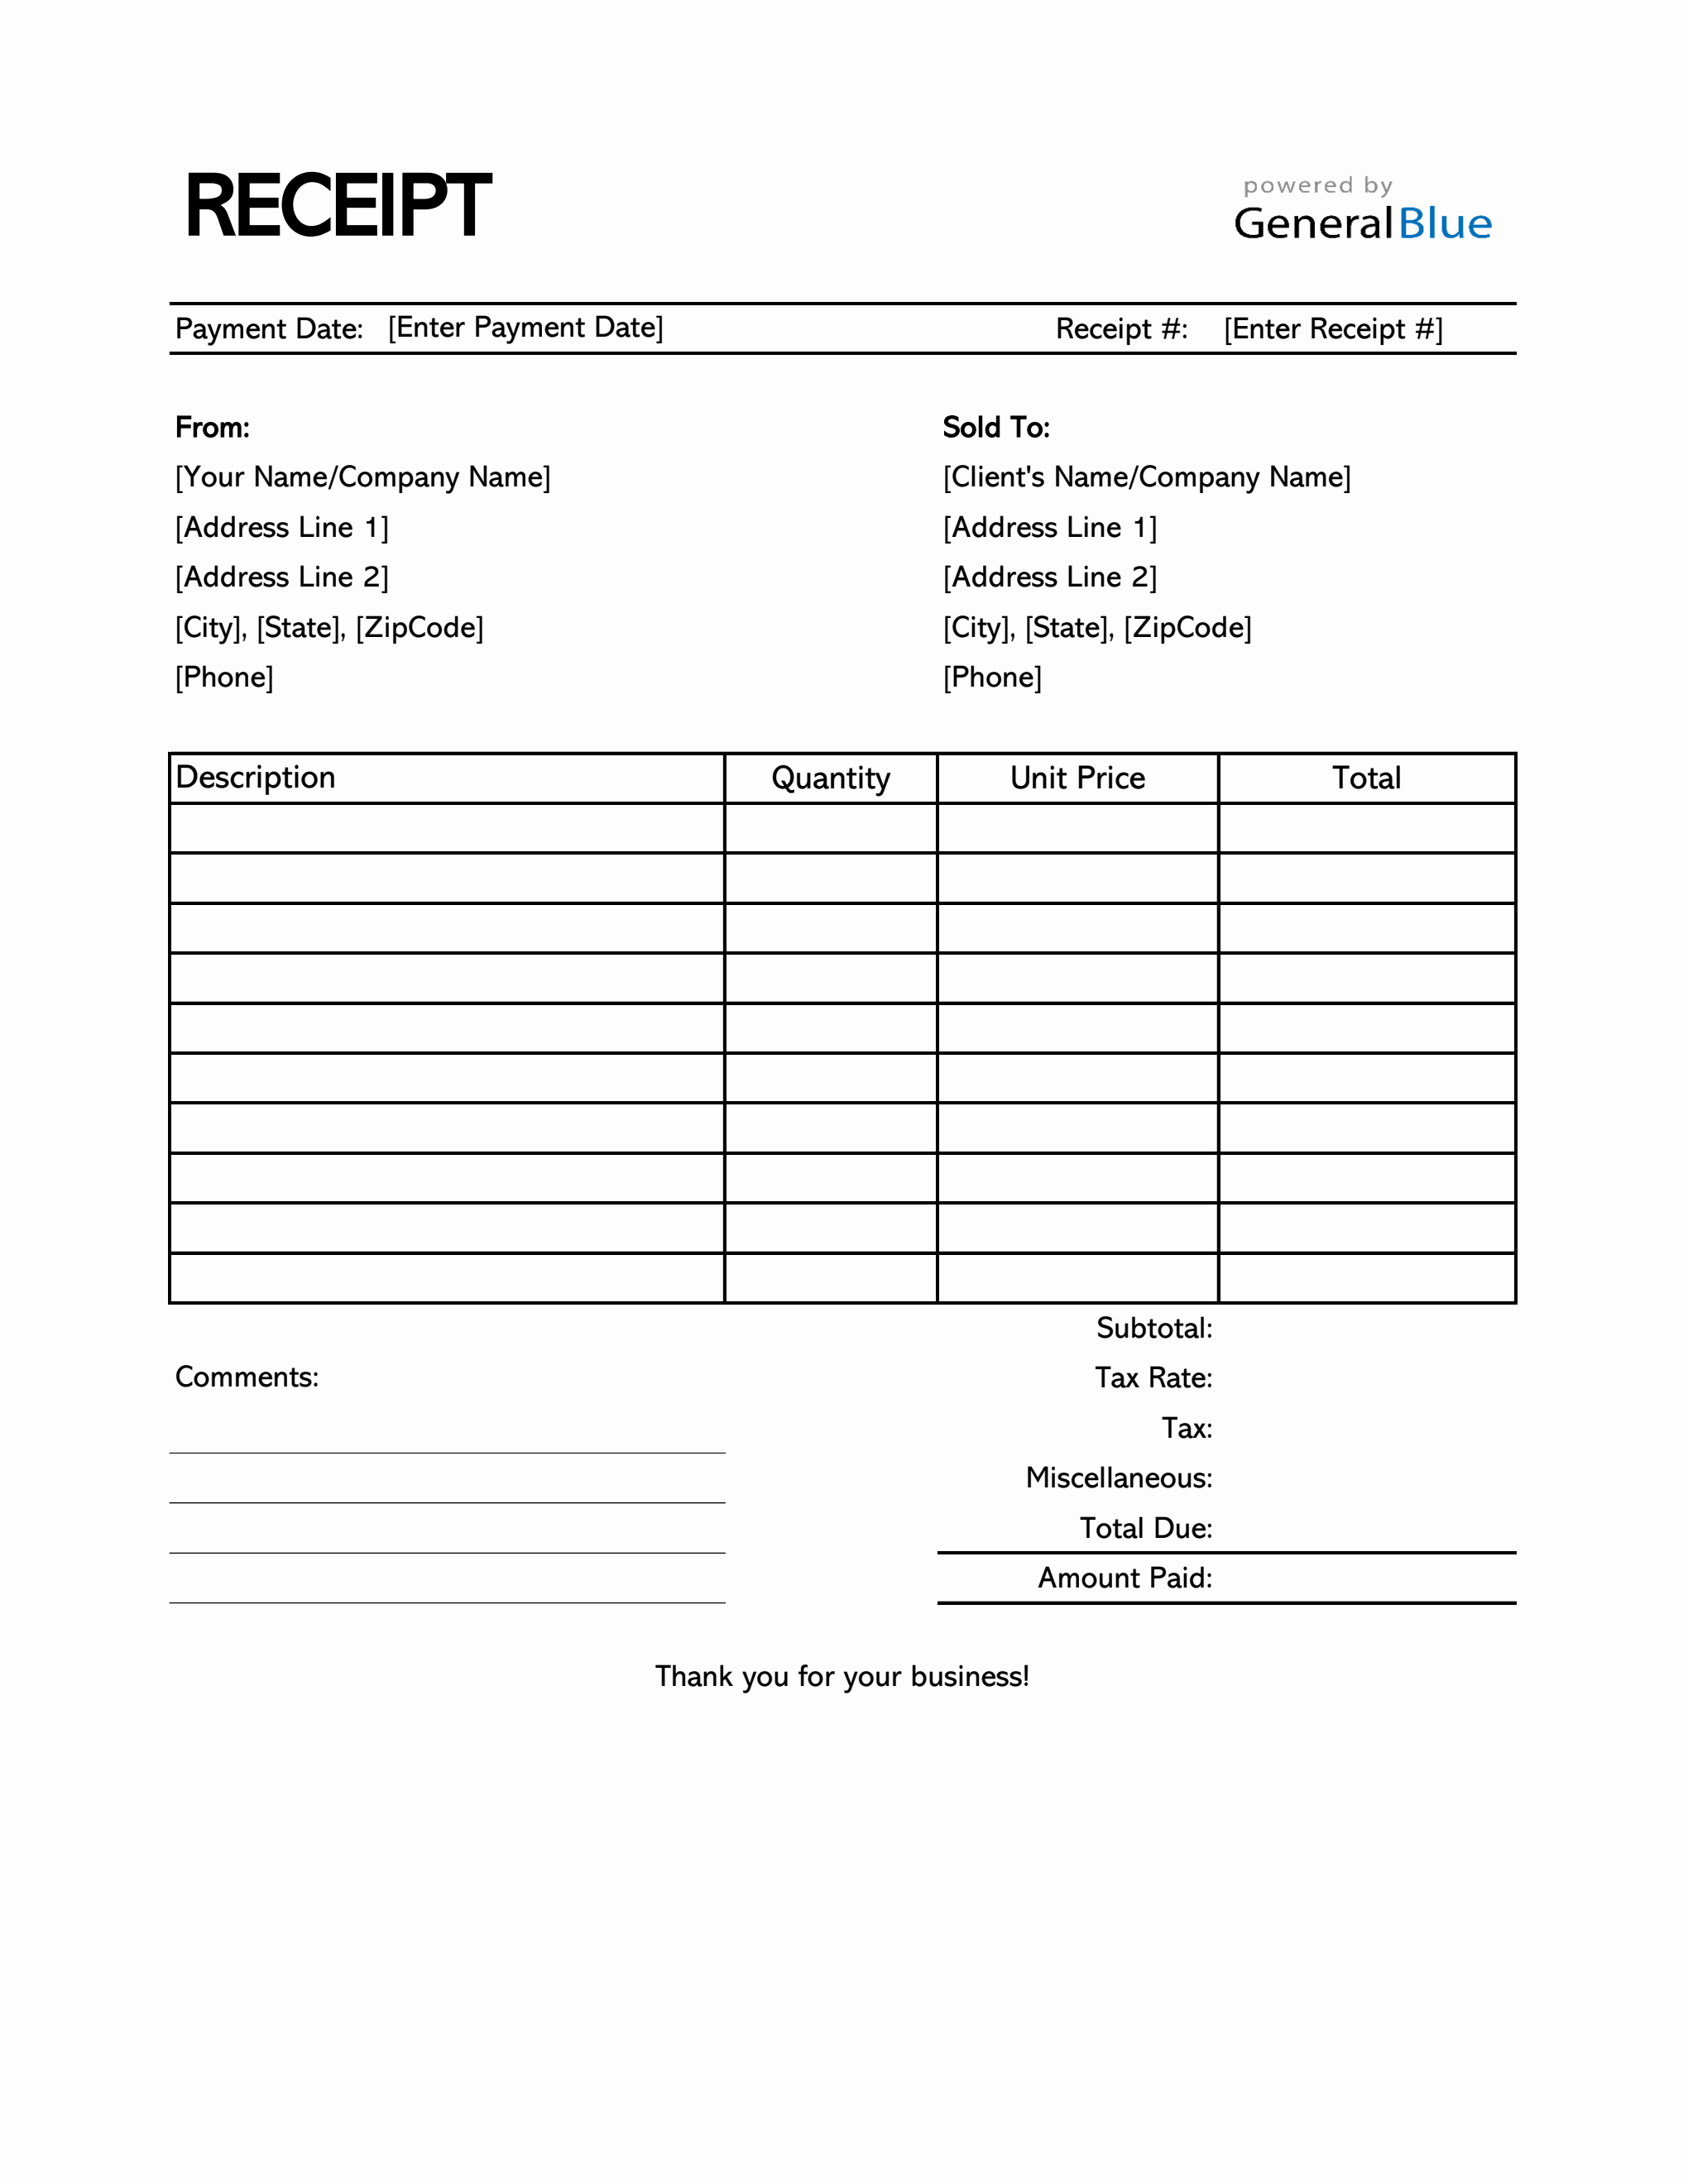 RECEIPT
powered by
GeneralBlue
Payment Date: [Enter Payment Date] Receipt #: [Enter Receipt #]
From:
[Your Name/Company Name]
[Address Line 1]
[Address Line 2]
[City], [State], [ZipCode]
[Phone]
Sold To:
[Client's Name/Company Name]
[Address Line 1]
[Address Line 2]
[City], [State], [ZipCode]
[Phone]
Description Quantity Unit Price Total
Subtotal:
Tax Rate:
Tax:
Miscellaneous:
Total Due:
Amount Paid:
Comments:
Thank you for your business!